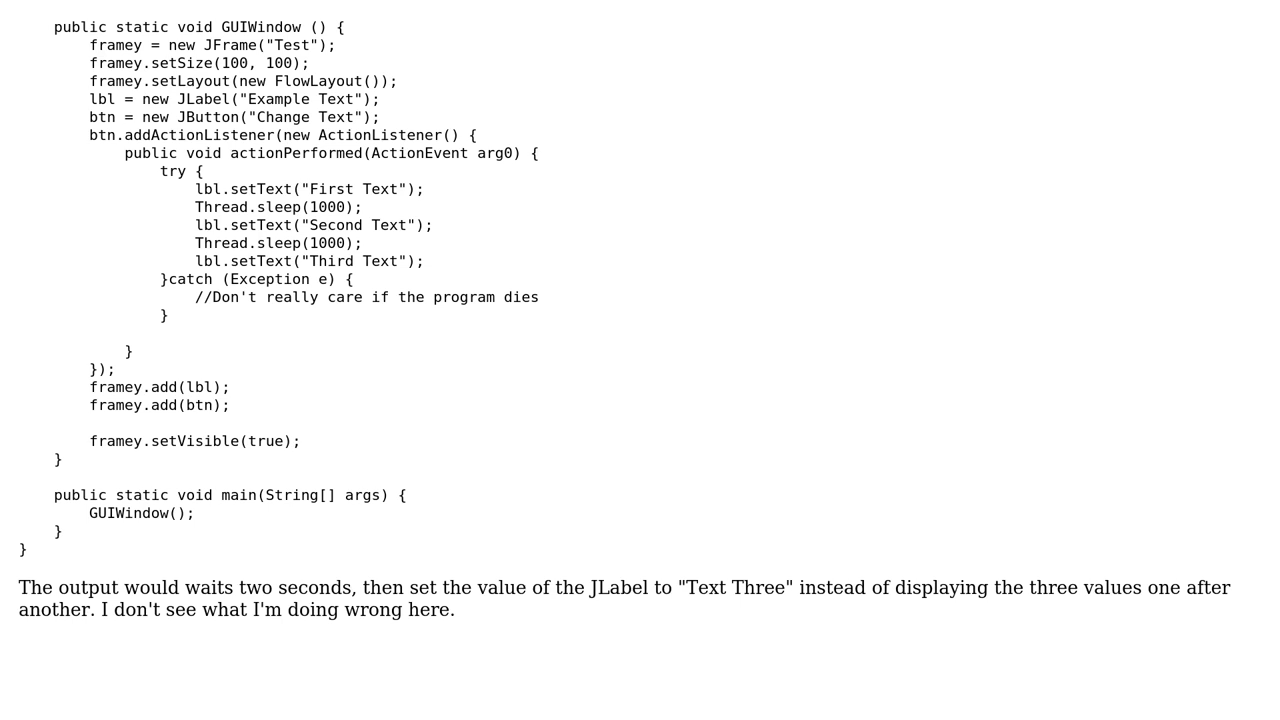 public static void GUIWindow () {
framey = new JFrame("Test");
framey.setSize(100, 100);
framey.setLayout(new FlowLayout());
lbl = new JLabel("Example Text");
btn = new JButton("Change Text");
btn.addActionListener(new ActionListener() {
public void actionPerformed(ActionEvent arg0) {
try {
lbl.setText("First Text");
Thread.sleep(1000);
lbl.setText("Second Text");
Thread.sleep(1000);
lbl.setText("Third Text");
}catch (Exception e) {
//Don't really care if the program dies
}
}
});
framey.add(lbl);
framey.add(btn);
framey.setVisible(true);
}
public static void main(String[] args) {
GUIWindow();
}
}
The output would waits two seconds, then set the value of the JLabel to "Text Three" instead of displaying the three values one after
another. I don't see what I'm doing wrong here.